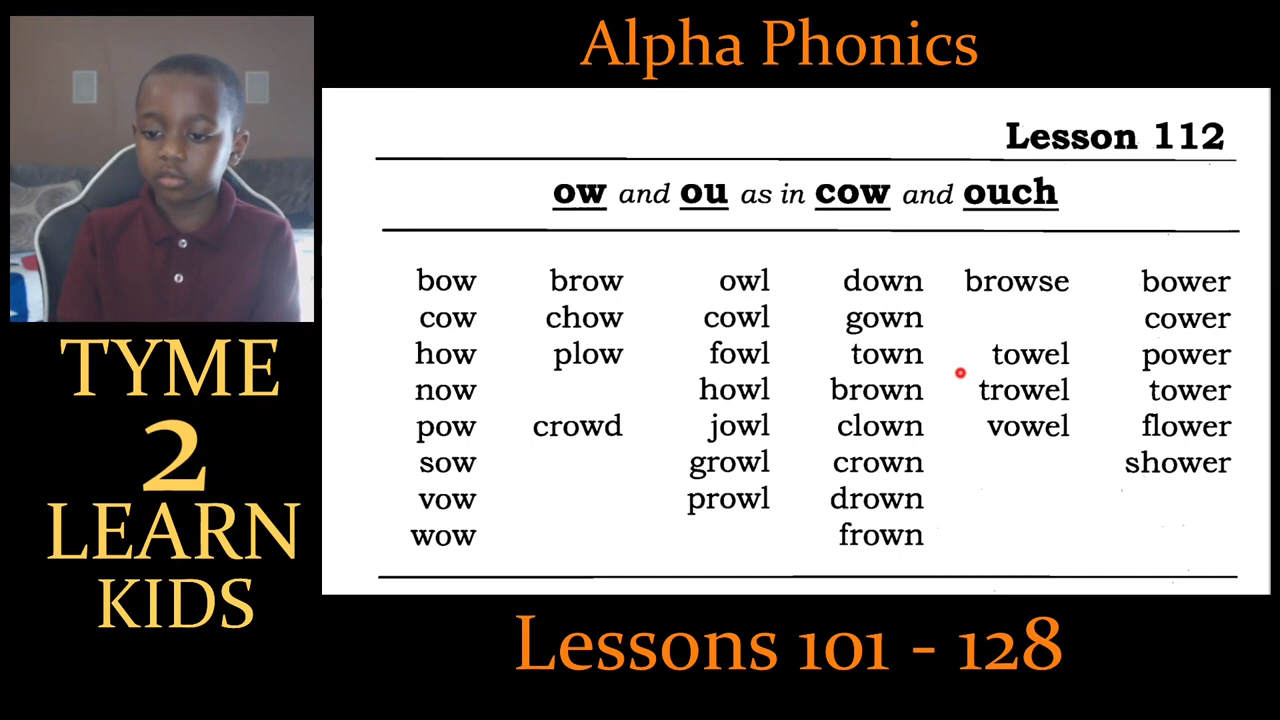 Alpha Phonics
TYME
2
LEARN
KIDS
Lesson 112
ow and ou as in cow and ouch
bow brow owl down browse bower
cow chow cowl gown cower
how plow fowl town towel power
now howl brown trowel tower
pow crowd jowl clown vowel flower
sow growl crown shower
vow prowl drown
wow frown
Lessons 101 - 128